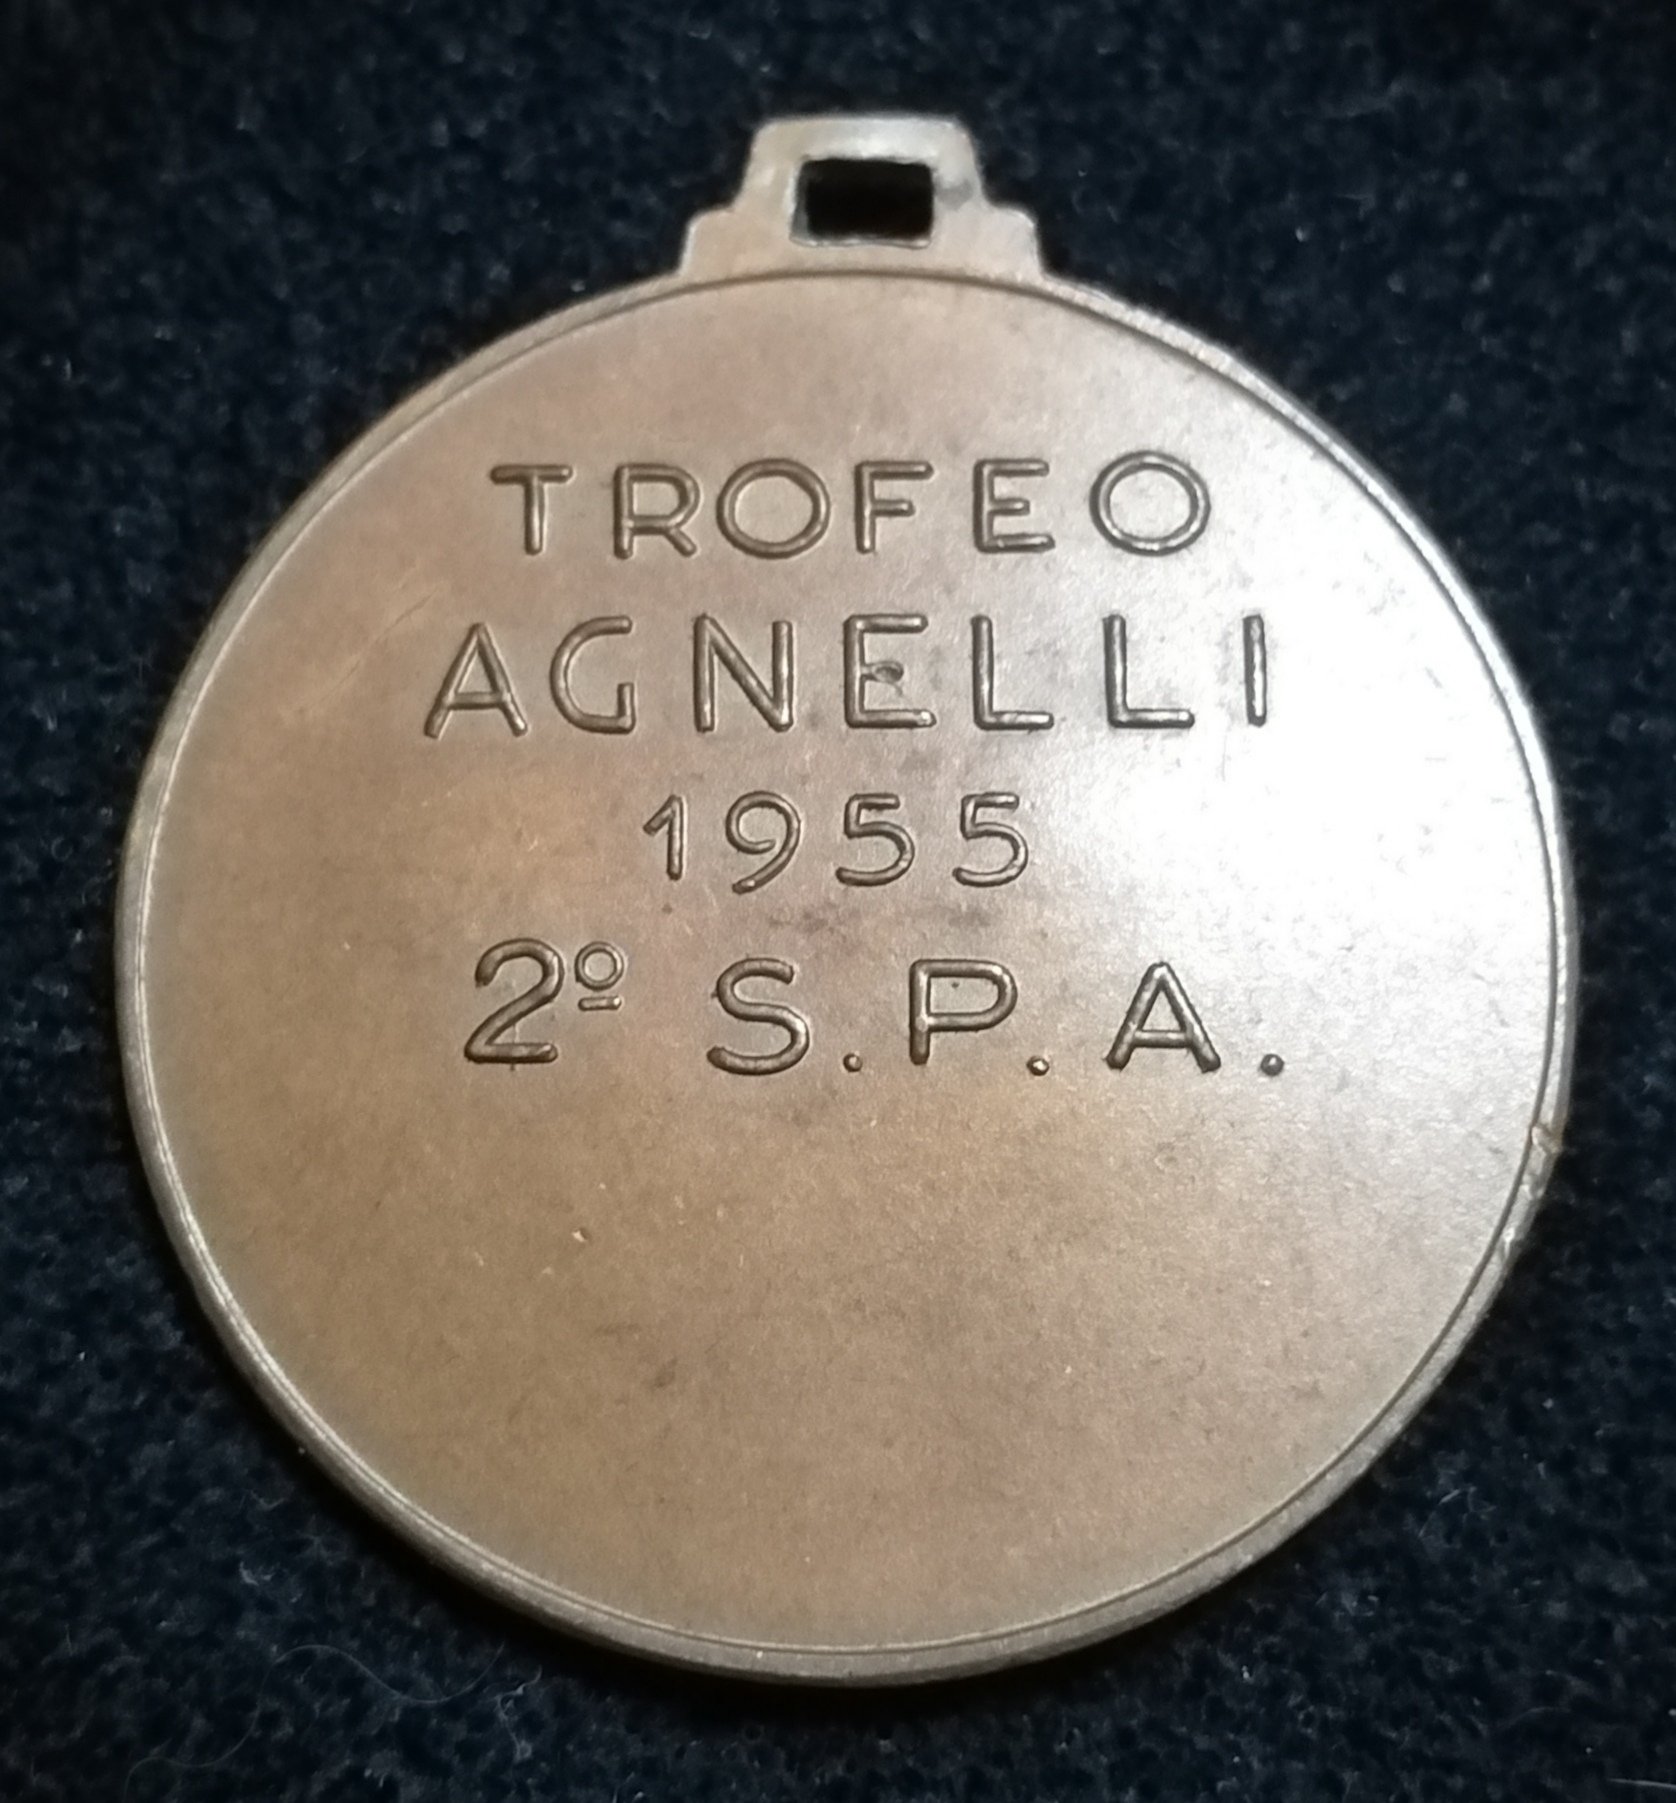 TROFEO
AGNELLI
1955
2º S.P.A.